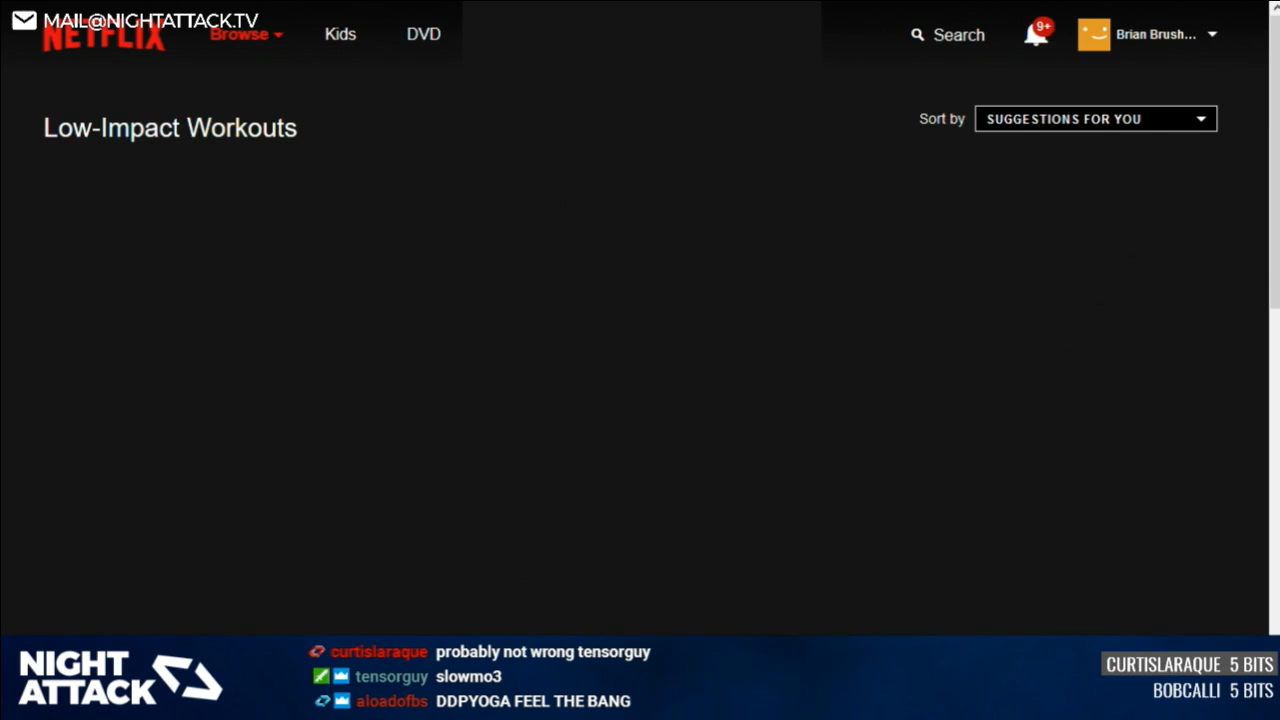 MAIL@NIGHTATTACK.TV
NETFLIX
Browse
Kids
DVD
Search
9+
Brian Brush...
Low-Impact Workouts
Sort by
SUGGESTIONS FOR YOU
NIGHT
ATTACK
curtislaraque probably not wrong tensorguy
tensorguy slowmo3
aloadofbs DDPYOGA FEEL THE BANG
CURTISLARAQUE 5 BITS
BOBCALLI 5 BITS